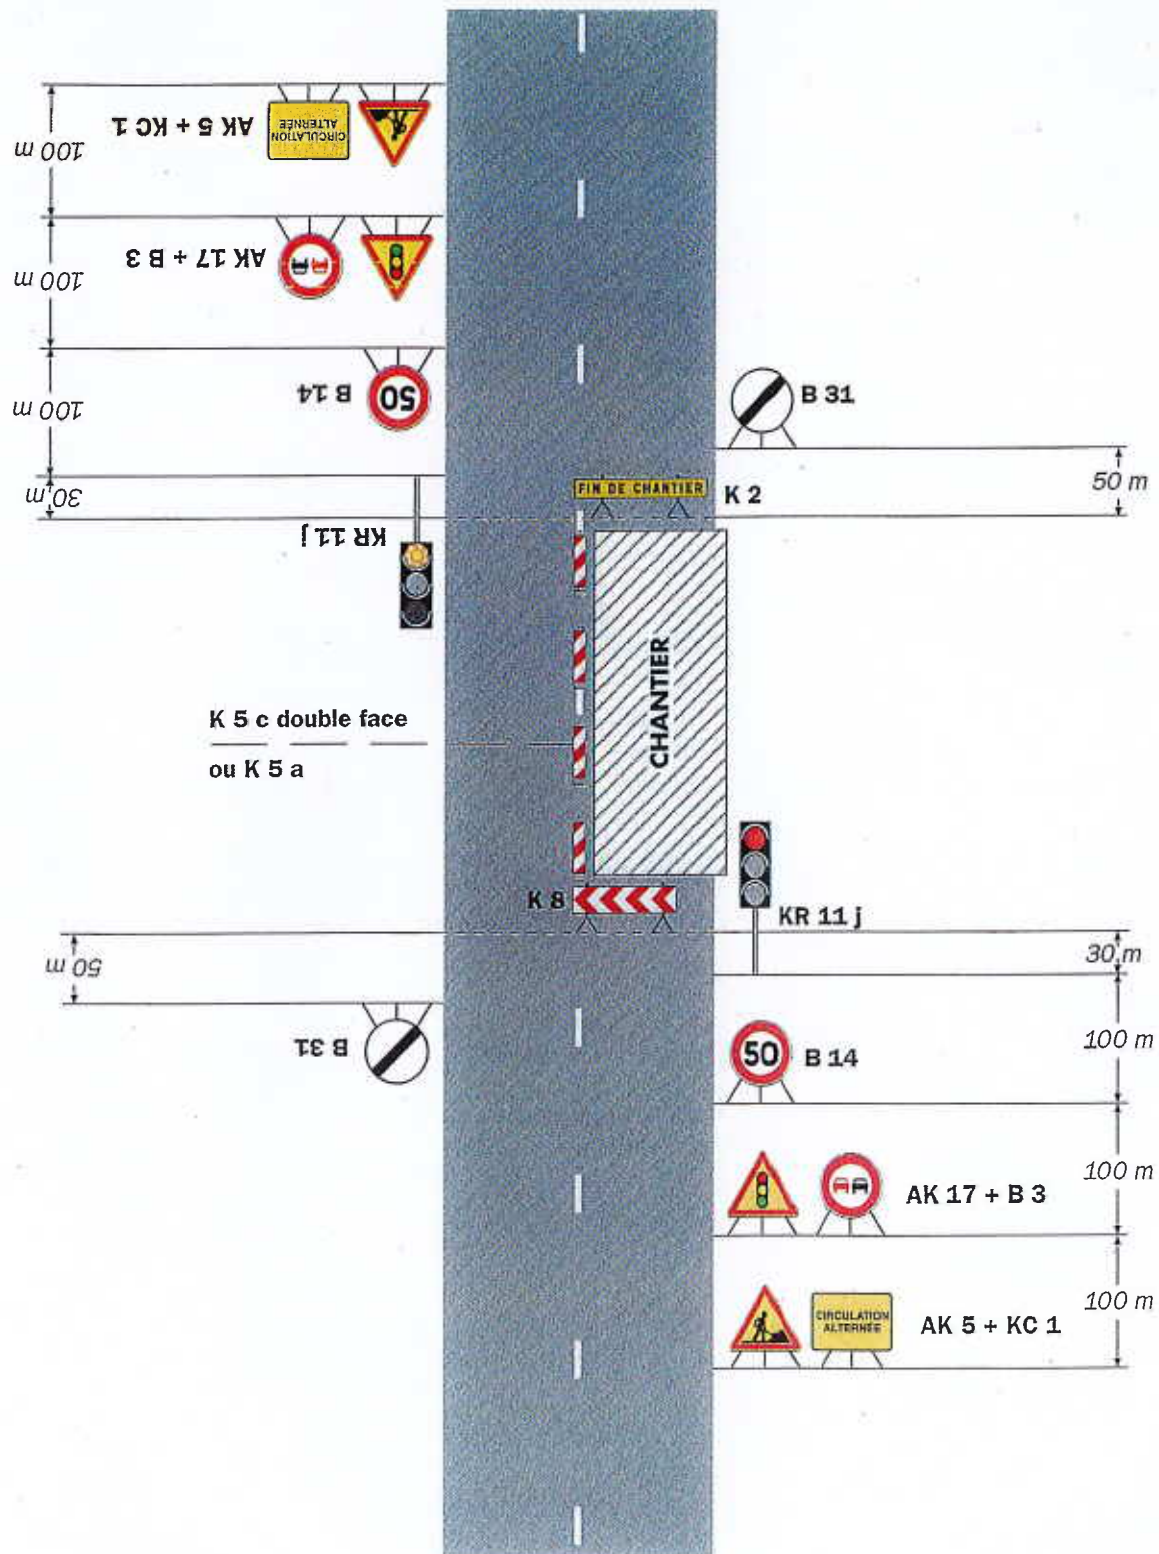 AK 5 + KC 1
CIRCULATION
ALTERNÉE
100 m
AK 17 + B 3
100 m
B 14
50
100 m
B 31
50 m
30 m
FIN DE CHANTIER
K 2
KR 11 j
CHANTIER
K 5 c double face
ou K 5 a
K 8
KR 11 j
30 m
50 m
B 31
50
B 14
100 m
AK 17 + B 3
100 m
CIRCULATION
ALTERNÉE
AK 5 + KC 1
100 m